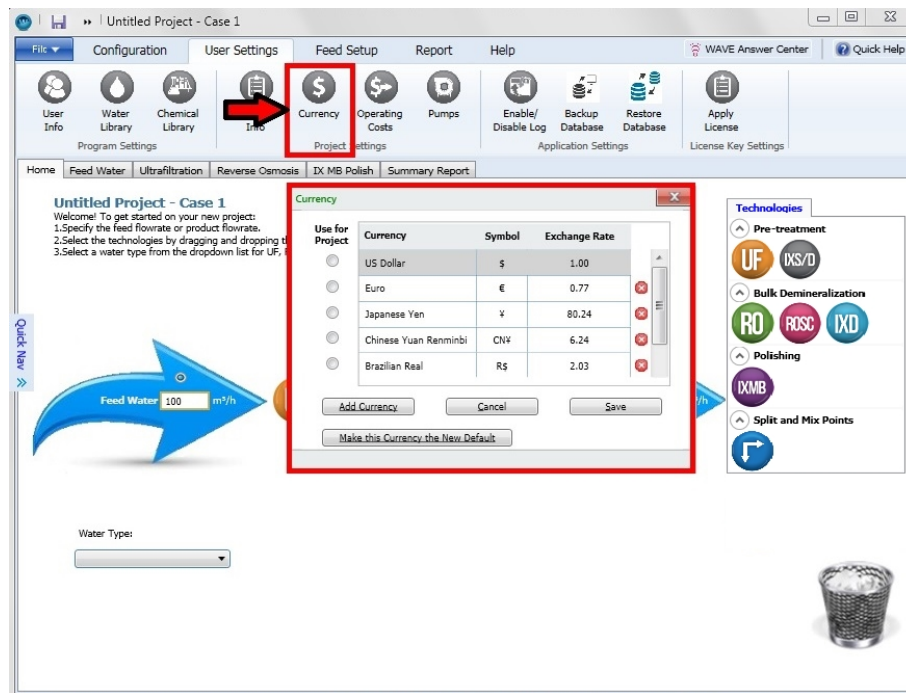 Untitled Project - Case 1
File
Configuration
User Settings
Feed Setup
Report
Help
WAVE Answer Center
Quick Help
User Info
Water Library
Chemical Library
Info
Currency
Operating Costs
Pumps
Enable/ Disable Log
Backup Database
Restore Database
Apply License
Program Settings
Project Settings
Application Settings
License Key Settings
Home
Feed Water
Ultrafiltration
Reverse Osmosis
IX MB Polish
Summary Report
Untitled Project - Case 1
Welcome! To get started on your new project:
1.Specify the feed flowrate or product flowrate.
2.Select the technologies by dragging and dropping
3.Select a water type from the dropdown list for UF,
Quick Nav
Feed Water 100 m³/h
Currency
Use for Project
Currency Symbol Exchange Rate
US Dollar $ 1.00
Euro € 0.77
Japanese Yen ¥ 80.24
Chinese Yuan Renminbi CN¥ 6.24
Brazilian Real R$ 2.03
Add Currency
Cancel
Save
Make this Currency the New Default
Technologies
Pre-treatment
UF
IXS/D
Bulk Demineralization
RO
ROSC
IXD
Polishing
IXMB
Split and Mix Points
Water Type: